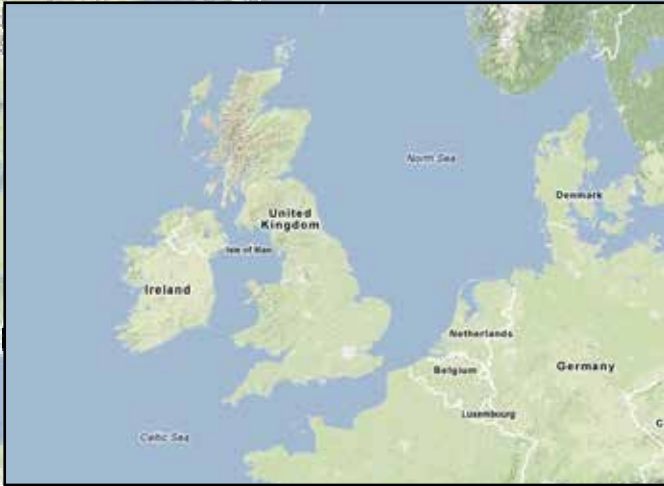 North Sea
Denmark
United
Kingdom
Isle of Man
Ireland
Netherlands
Germany
Belgium
Luxembourg
Celtic Sea